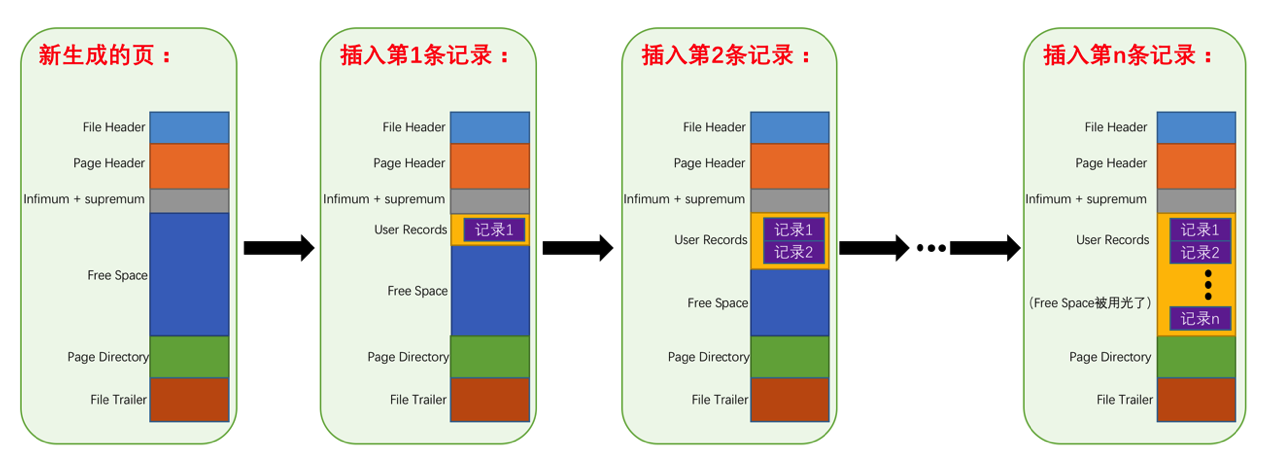 新生成的页：
File Header
Page Header
Infimum + supremum
Free Space
Page Directory
File Trailer
插入第1条记录：
File Header
Page Header
Infimum + supremum
User Records
记录1
Free Space
Page Directory
File Trailer
插入第2条记录：
File Header
Page Header
Infimum + supremum
User Records
记录1
记录2
Free Space
Page Directory
File Trailer
插入第n条记录：
File Header
Page Header
Infimum + supremum
User Records
记录1
记录2
（Free Space被用光了）
记录n
Page Directory
File Trailer